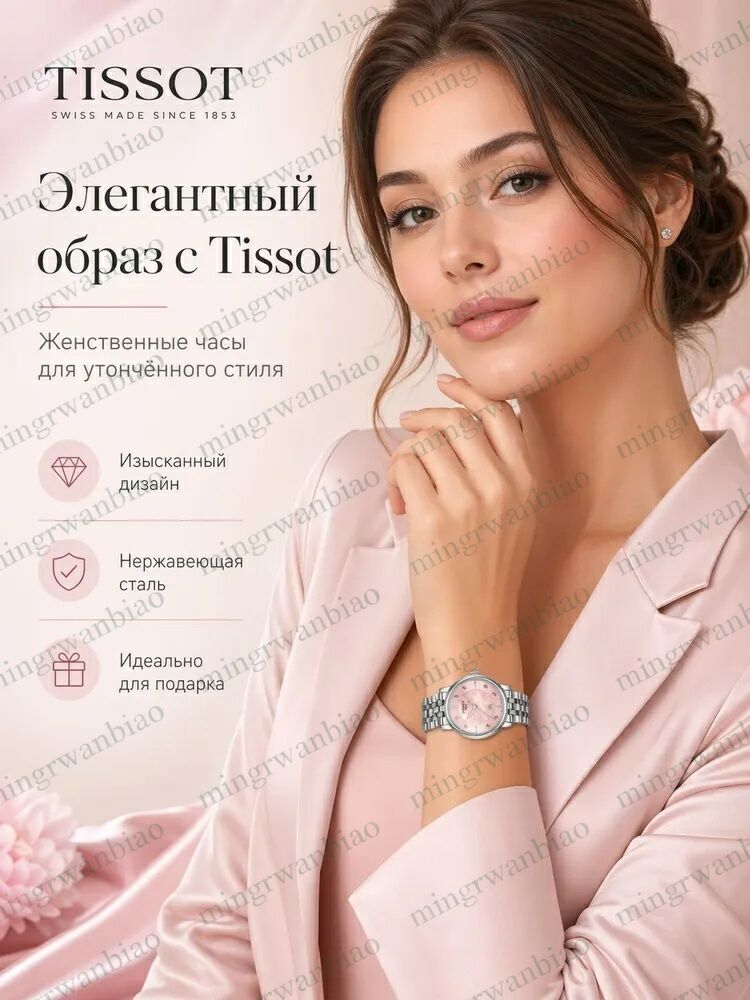 TISSOT
SWISS MADE SINCE 1853
Элегантный
образ с Tissot
Женственные часы
для утончённого стиля
Изысканный
дизайн
Нержавеющая
сталь
Идеально
для подарка
mingrwanbiao